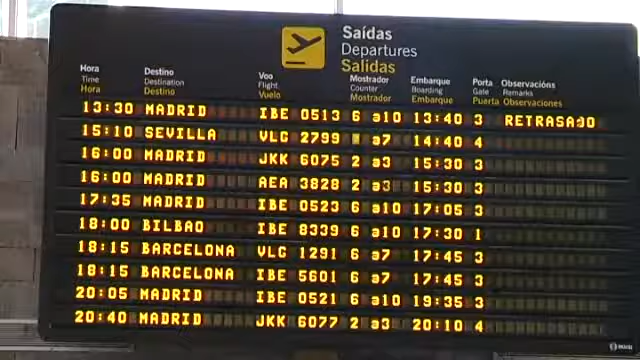 Saídas
Departures
Salidas
Hora Destino Voo Mostrador Embarque Porta Observacións
Time Destination Flight Counter Boarding Gate Remarks
Hora Destino Vuelo Mostrador Embarque Puerta Observaciones
13:30 MADRID IBE 0513 6 a10 13:40 3 RETRASADO
15:10 SEVILLA VLG 2799 a7 14:40 4
16:00 MADRID JKK 6075 2 a3 15:30 3
16:00 MADRID AEA 3828 2 a3 15:30 3
17:35 MADRID IBE 0523 6 a10 17:05 3
18:00 BILBAO IBE 8339 6 a10 17:30 1
18:15 BARCELONA VLG 1291 6 a7 17:45 3
18:15 BARCELONA IBE 5601 6 a7 17:45 3
20:05 MADRID IBE 0521 6 a10 19:35 3
20:40 MADRID JKK 6077 2 a3 20:10 4